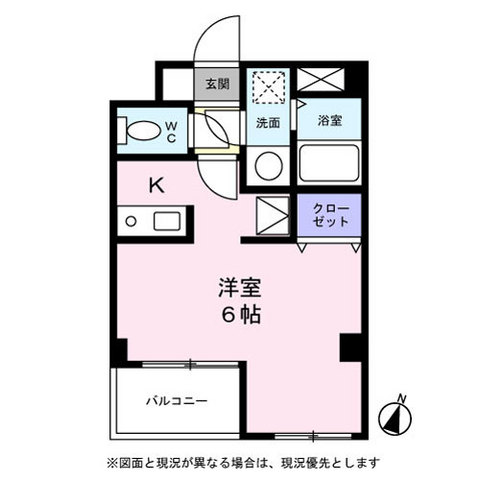 玄関
洗面
浴室
WC
K
クロー
ゼット
洋室
6帖
バルコニー
N
※図面と現況が異なる場合は、現況優先とします